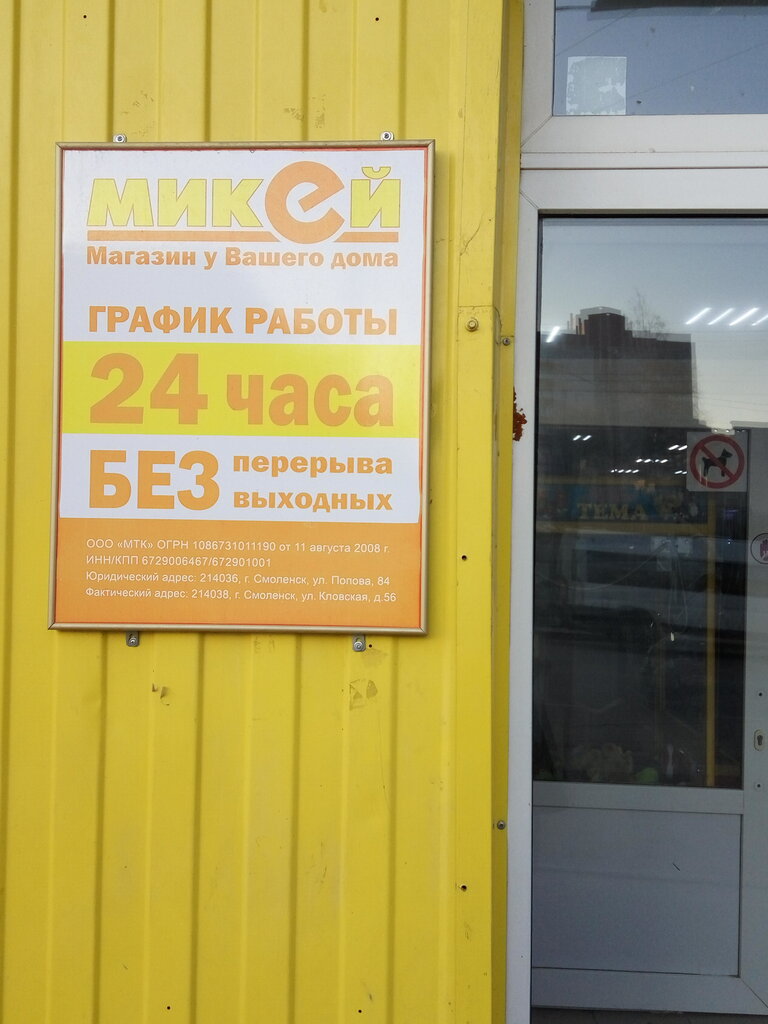 микей
Магазин у Вашего дома
ГРАФИК РАБОТЫ
24 часа
БЕЗ перерыва
выходных
ООО «МТК» ОГРН 1086731011190 от 11 августа 2008 г.
ИНН/КПП 6729006467/672901001
Юридический адрес: 214036, г. Смоленск, ул. Попова, 84
Фактический адрес: 214038, г. Смоленск, ул. Кловская, д.56
ТЕМА